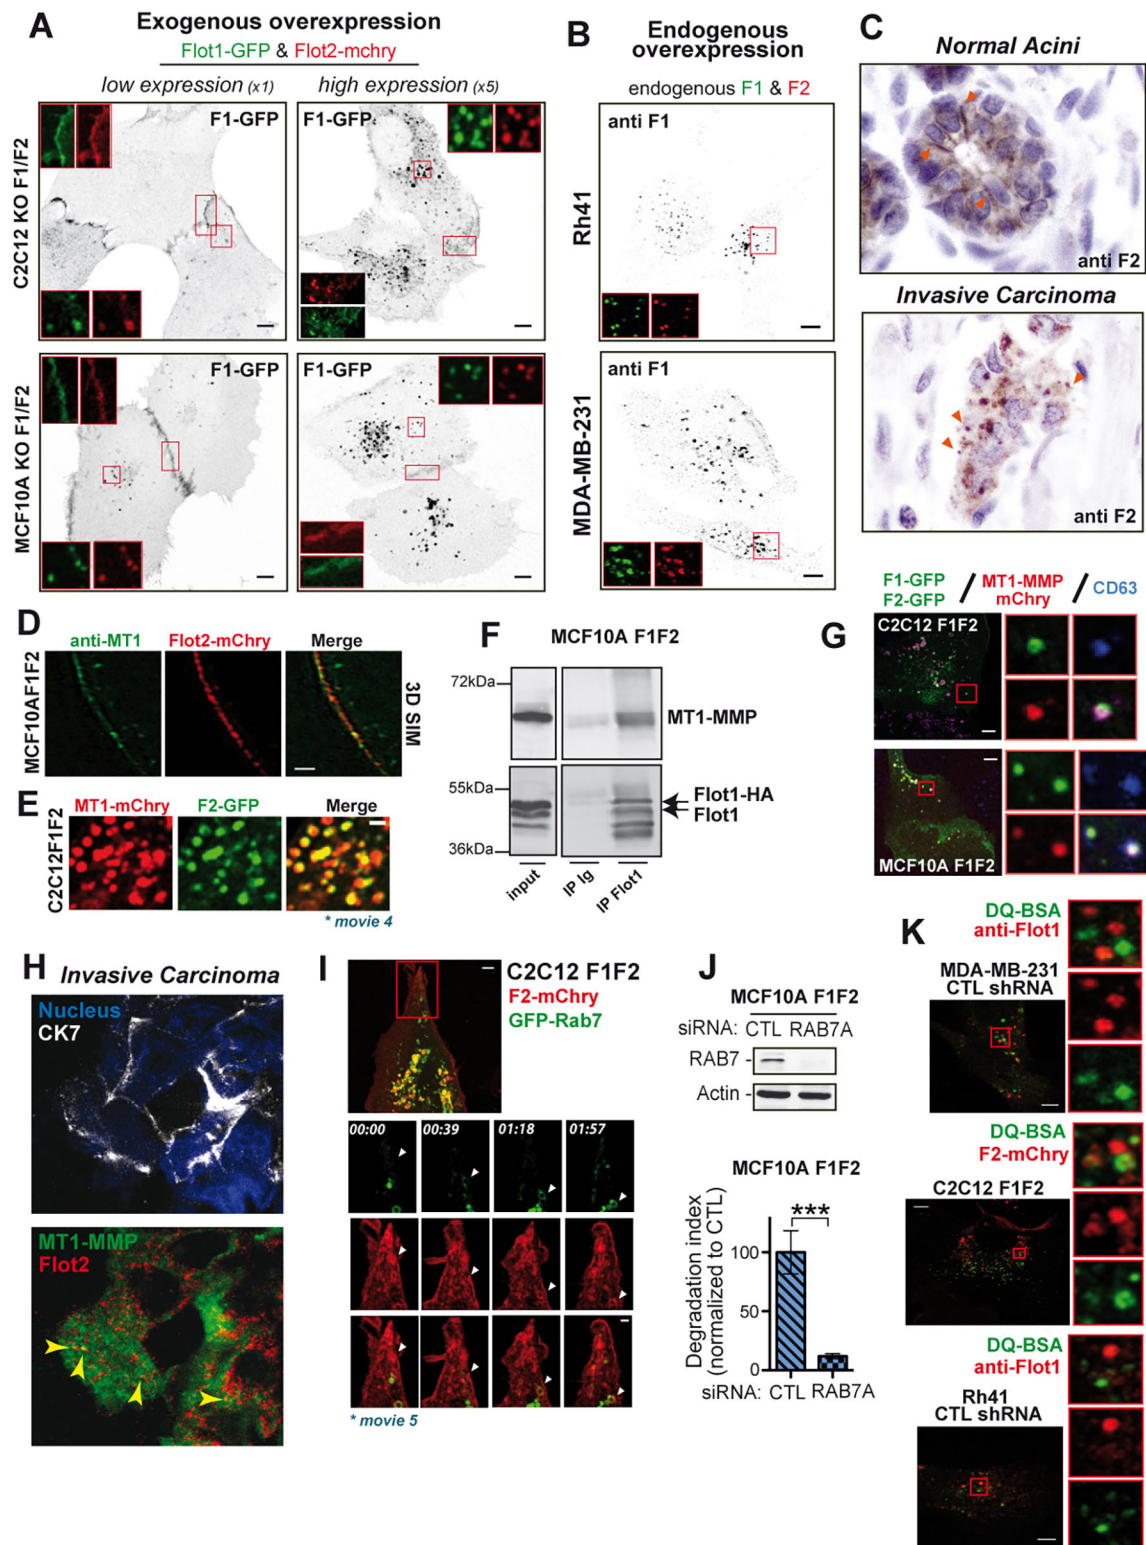 A
Exogenous overexpression
Flot1-GFP & Flot2-mchry
low expression (x1)
high expression (x5)
C2C12 KO F1/F2
F1-GFP
F1-GFP
MCF10A KO F1/F2
F1-GFP
F1-GFP
B
Endogenous
overexpression
endogenous F1 & F2
Rh41
anti F1
MDA-MB-231
anti F1
C
Normal Acini
anti F2
Invasive Carcinoma
anti F2
D
anti-MT1
Flot2-mChry
Merge
MCF10AF1F2
3D SIM
E
MT1-mChry
F2-GFP
Merge
C2C12F1F2
* movie 4
F
MCF10A F1F2
72kDa
MT1-MMP
55kDa
Flot1-HA
Flot1
36kDa
input
IP Ig
IP Flot1
G
F1-GFP
F2-GFP
/
MT1-MMP
mChry
/
CD63
C2C12 F1F2
MCF10A F1F2
H
Invasive Carcinoma
Nucleus
CK7
MT1-MMP
Flot2
I
C2C12 F1F2
F2-mChry
GFP-Rab7
00:00
00:39
01:18
01:57
* movie 5
J
MCF10A F1F2
siRNA: CTL RAB7A
RAB7 -
Actin -
MCF10A F1F2
Degradation index
(normalized to CTL)
***
100
50
0
siRNA: CTL RAB7A
K
DQ-BSA
anti-Flot1
MDA-MB-231
CTL shRNA
DQ-BSA
F2-mChry
C2C12 F1F2
DQ-BSA
anti-Flot1
Rh41
CTL shRNA